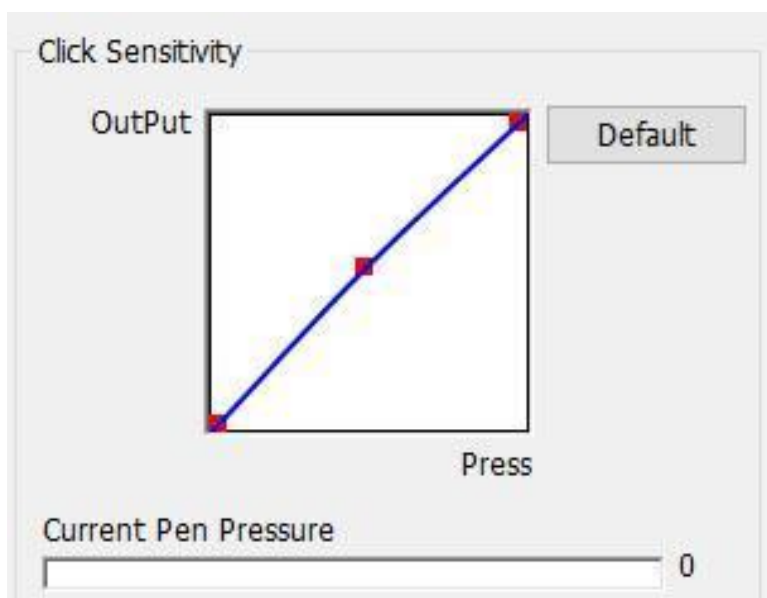 Click Sensitivity
OutPut
Default
Press
Current Pen Pressure
0